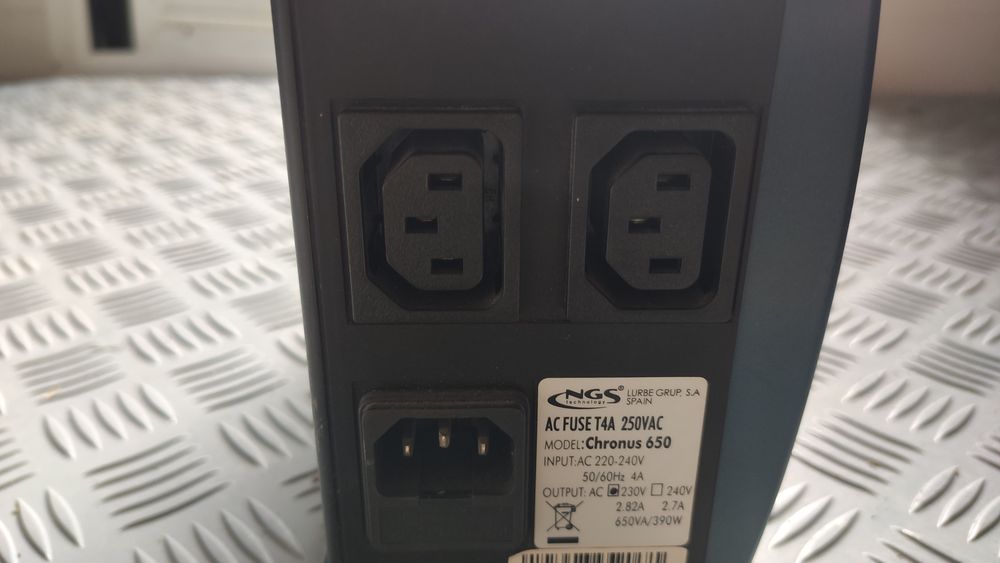 NGS® LURBE GRUP, S.A
technology SPAIN
AC FUSE T4A 250VAC
MODEL: Chronus 650
INPUT: AC 220-240V
50/60Hz 4A
OUTPUT: AC 230V 240V
2.82A 2.7A
650VA/390W